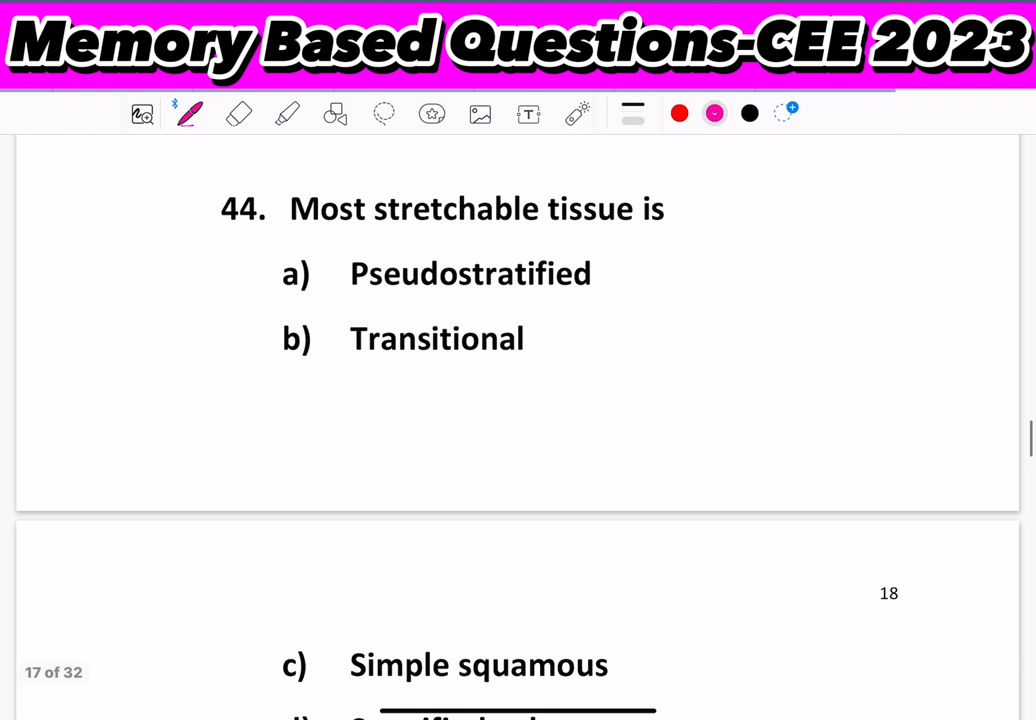 Memory Based Questions-CEE 2023
T
44. Most stretchable tissue is
a) Pseudostratified
b) Transitional
18
c) Simple squamous
17 of 32